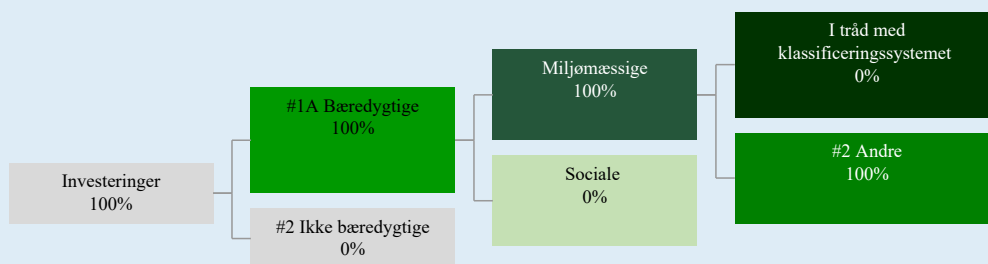 Investeringer
100%
#1A Bæredygtige
100%
#2 Ikke bæredygtige
0%
Miljømæssige
100%
Sociale
0%
I tråd med
klassificeringssystemet
0%
#2 Andre
100%